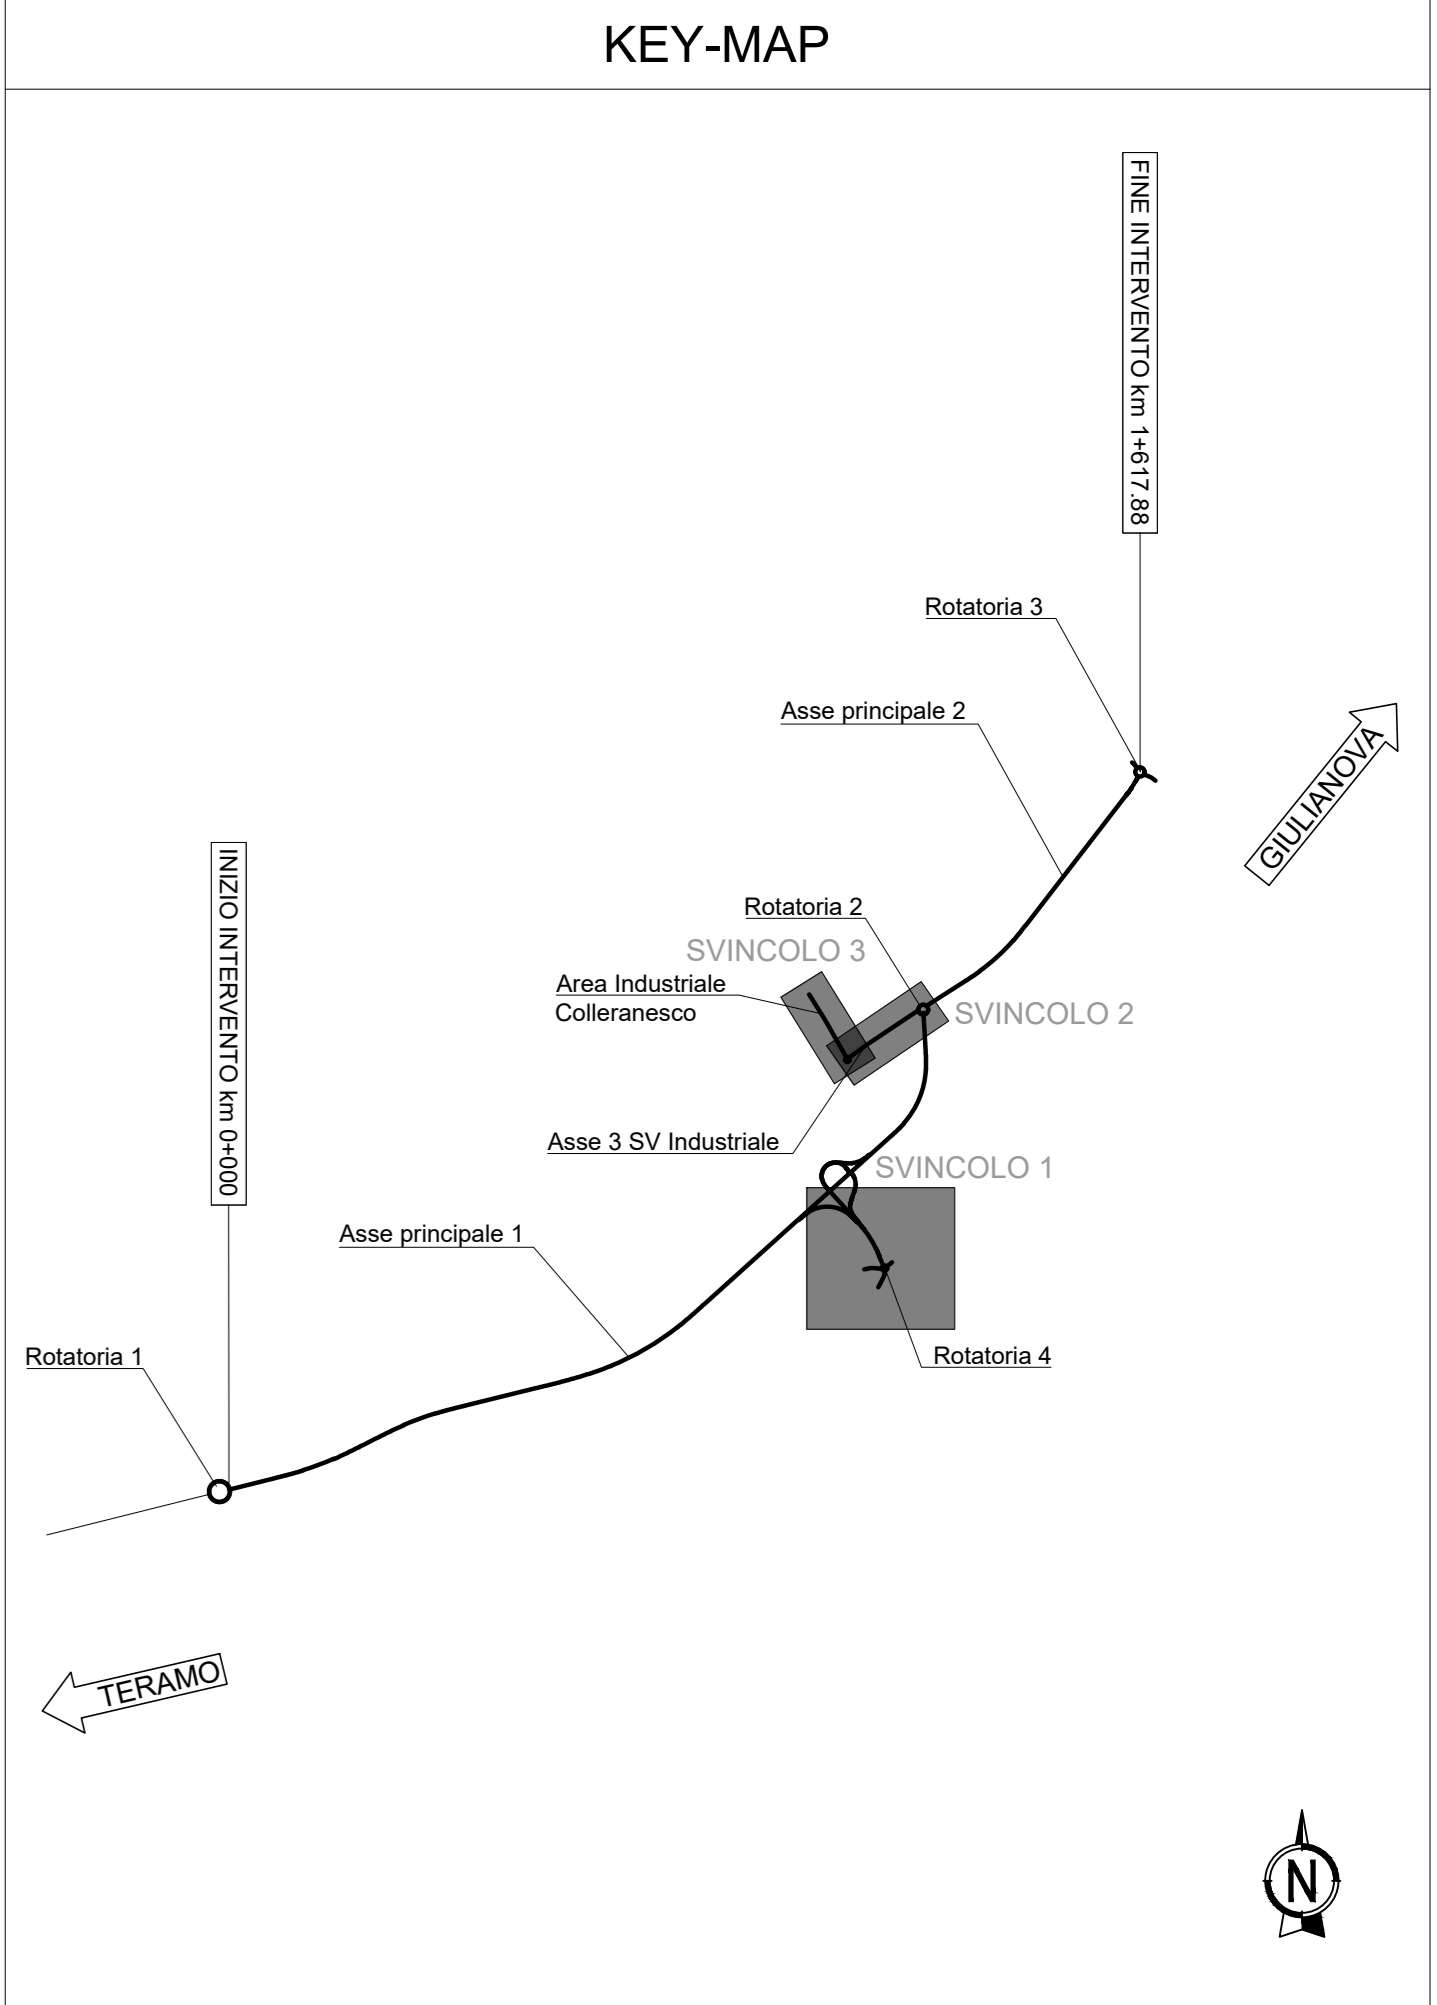 KEY-MAP
FINE INTERVENTO km 1+617.88
Rotatoria 3
Asse principale 2
GIULIANOVA
INIZIO INTERVENTO km 0+000
Rotatoria 2
SVINCOLO 3
Area Industriale
Colleranesco
SVINCOLO 2
Asse 3 SV Industriale
SVINCOLO 1
Asse principale 1
Rotatoria 1
Rotatoria 4
TERAMO
N